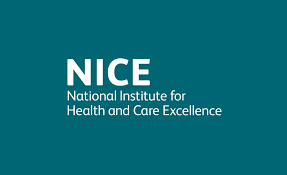 NICE
National Institute for
Health and Care Excellence